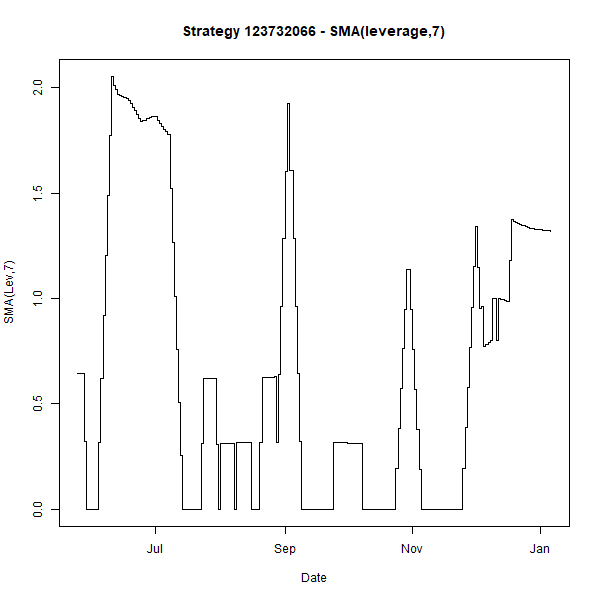 Strategy 123732066 - SMA(leverage,7)
SMA(Lev,7)
2.0
1.5
1.0
0.5
0.0
Jul Sep Nov Jan
Date